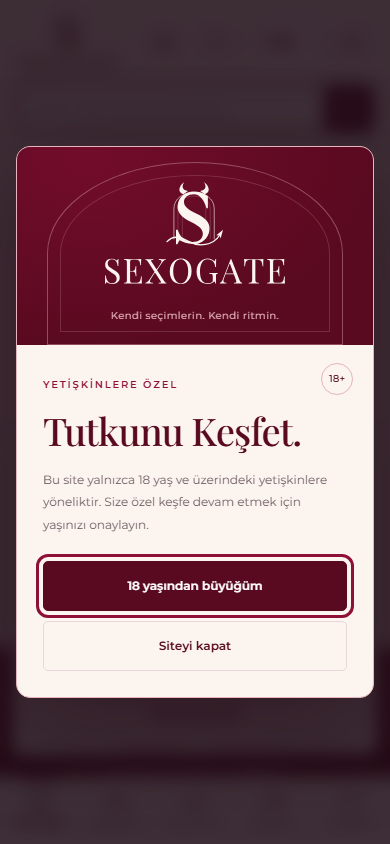 S
SEXOGATE
Kendi seçimlerin. Kendi ritmin.
YETİŞKİNLERE ÖZEL
18+
Tutkunu Keşfet.
Bu site yalnızca 18 yaş ve üzerindeki yetişkinlere
yöneliktir. Size özel keşfe devam etmek için
yaşınızı onaylayın.
18 yaşından büyüğüm
Siteyi kapat